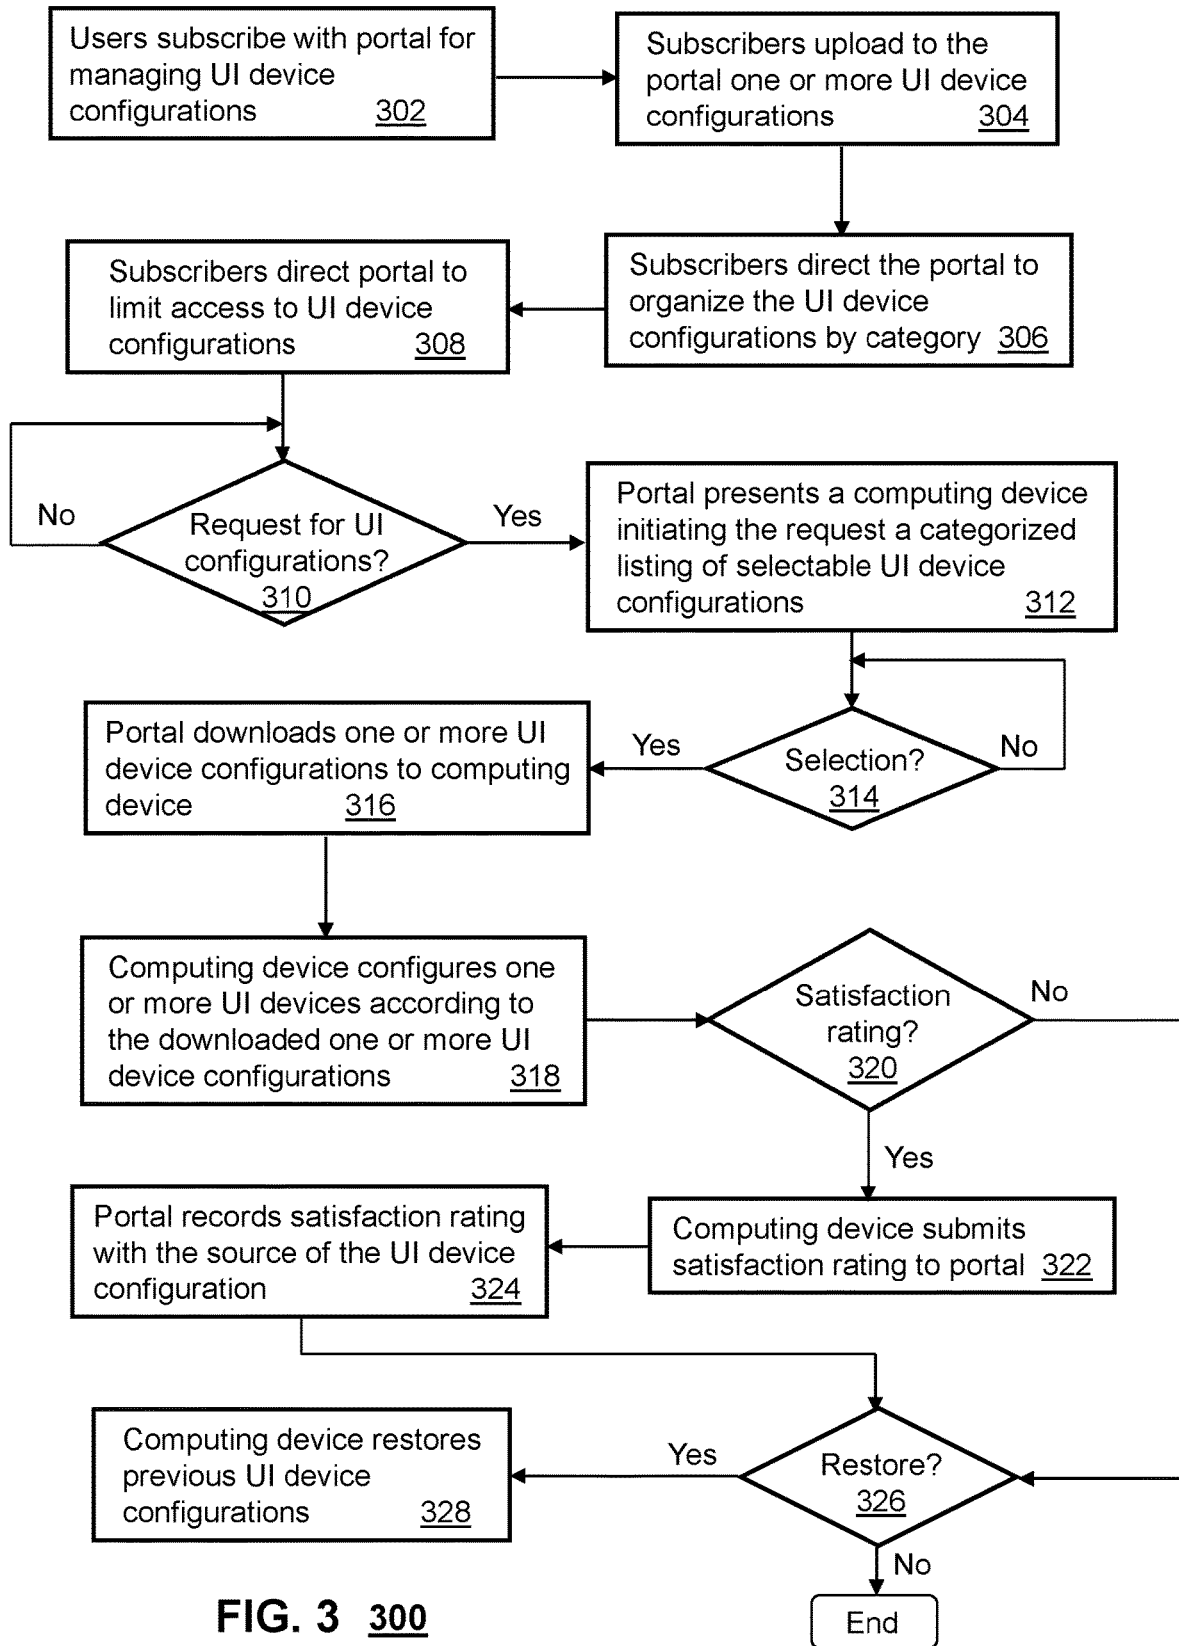 Users subscribe with portal for
managing UI device
configurations 302
Subscribers upload to the
portal one or more UI device
configurations 304
Subscribers direct portal to
limit access to UI device
configurations 308
Subscribers direct the portal to
organize the UI device
configurations by category 306
No
Request for UI
configurations?
310
Yes
Portal presents a computing device
initiating the request a categorized
listing of selectable UI device
configurations 312
Portal downloads one or more UI
device configurations to computing
device 316
Yes
Selection?
314
No
Computing device configures one
or more UI devices according to
the downloaded one or more UI
device configurations 318
Satisfaction
rating?
320
No
Yes
Portal records satisfaction rating
with the source of the UI device
configuration 324
Computing device submits
satisfaction rating to portal 322
Computing device restores
previous UI device
configurations 328
Yes
Restore?
326
No
End
FIG. 3 300